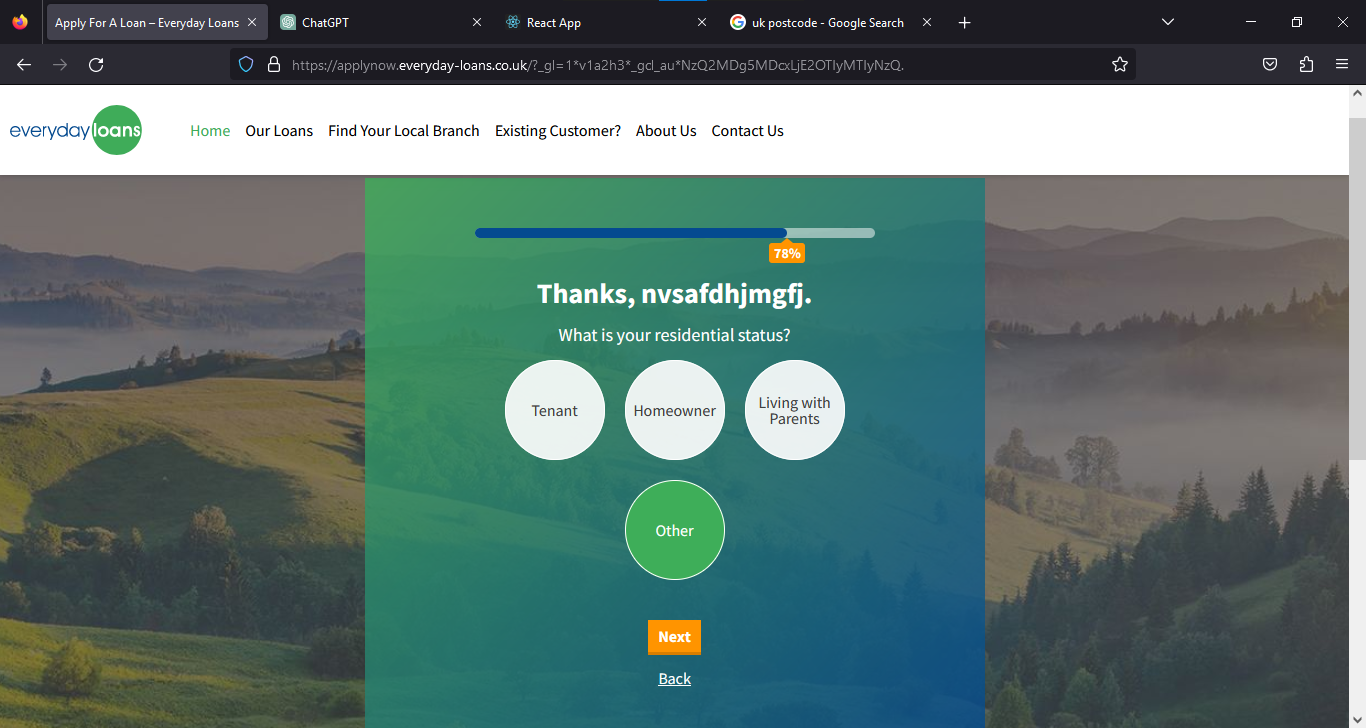 Apply For A Loan – Everyday Loans
ChatGPT
React App
uk postcode - Google Search
https://applynow.everyday-loans.co.uk/?_gl=1*v1a2h3*_gcl_au*NzQ2MDg5MDcxLjE2OTIyMTIyNzQ.
everyday loans
Home Our Loans Find Your Local Branch Existing Customer? About Us Contact Us
78%
Thanks, nvsafdhjmgfj.
What is your residential status?
Tenant
Homeowner
Living with
Parents
Other
Next
Back